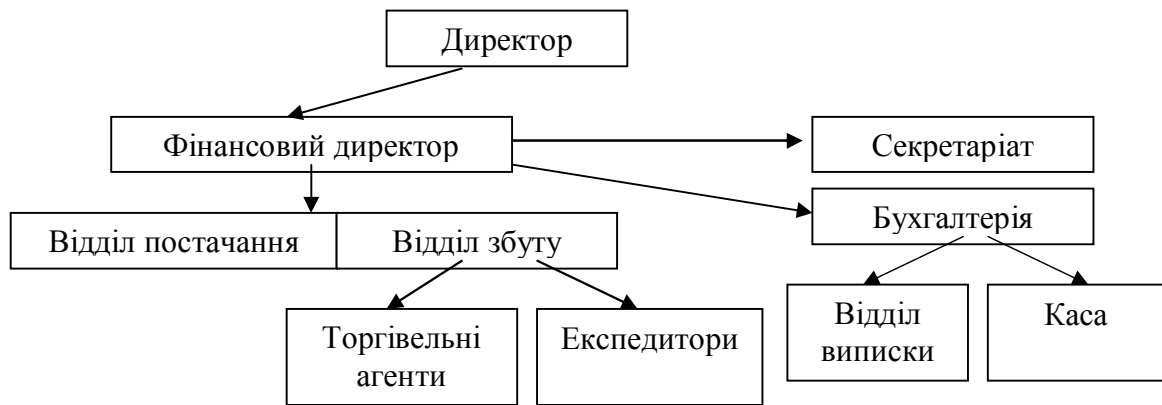 Директор
Фінансовий директор
Секретаріат
Бухгалтерія
Відділ постачання
Відділ збуту
Торгівельні
агенти
Експедитори
Відділ
виписки
Каса